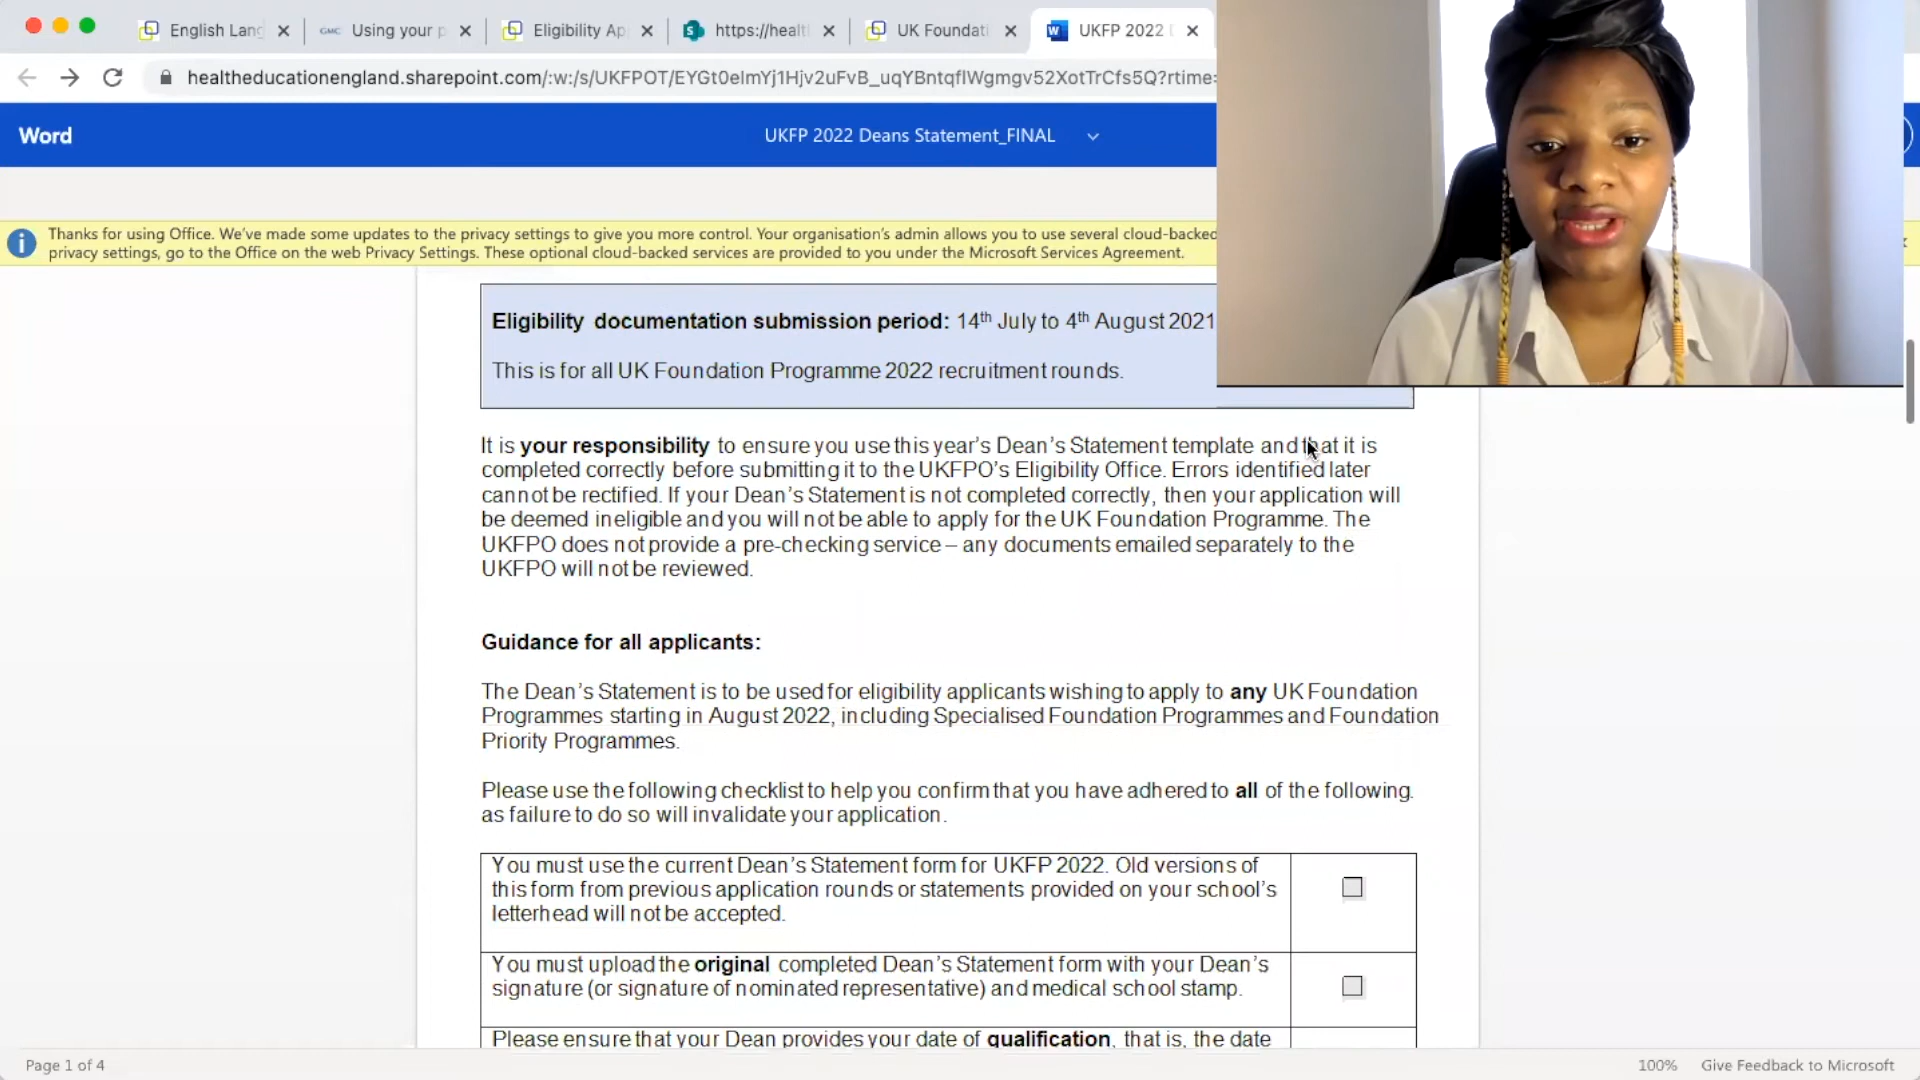 English Lang
GMC Using your p
Eligibility Ap
https://healt
UK Foundati
UKFP 2022 D
healtheducationengland.sharepoint.com/:w:/s/UKFPOT/EYGt0elmYj1Hjv2uFvB_uqYBntqflWgmgv52XotTrCfs5Q?rtime=
Word
UKFP 2022 Deans Statement_FINAL
Thanks for using Office. We've made some updates to the privacy settings to give you more control. Your organisation's admin allows you to use several cloud-backed
privacy settings, go to the Office on the web Privacy Settings. These optional cloud-backed services are provided to you under the Microsoft Services Agreement.
Eligibility documentation submission period: 14th July to 4th August 2021
This is for all UK Foundation Programme 2022 recruitment rounds.
It is your responsibility to ensure you use this year's Dean's Statement template and that it is
completed correctly before submitting it to the UKFPO's Eligibility Office. Errors identified later
cannot be rectified. If your Dean's Statement is not completed correctly, then your application will
be deemed ineligible and you will not be able to apply for the UK Foundation Programme. The
UKFPO does not provide a pre-checking service – any documents emailed separately to the
UKFPO will not be reviewed.
Guidance for all applicants:
The Dean's Statement is to be used for eligibility applicants wishing to apply to any UK Foundation
Programmes starting in August 2022, including Specialised Foundation Programmes and Foundation
Priority Programmes.
Please use the following checklist to help you confirm that you have adhered to all of the following.
as failure to do so will invalidate your application.
You must use the current Dean's Statement form for UKFP 2022. Old versions of
this form from previous application rounds or statements provided on your school's
letterhead will not be accepted.
You must upload the original completed Dean's Statement form with your Dean's
signature (or signature of nominated representative) and medical school stamp.
Please ensure that your Dean provides your date of qualification, that is, the date
Page 1 of 4
100%
Give Feedback to Microsoft